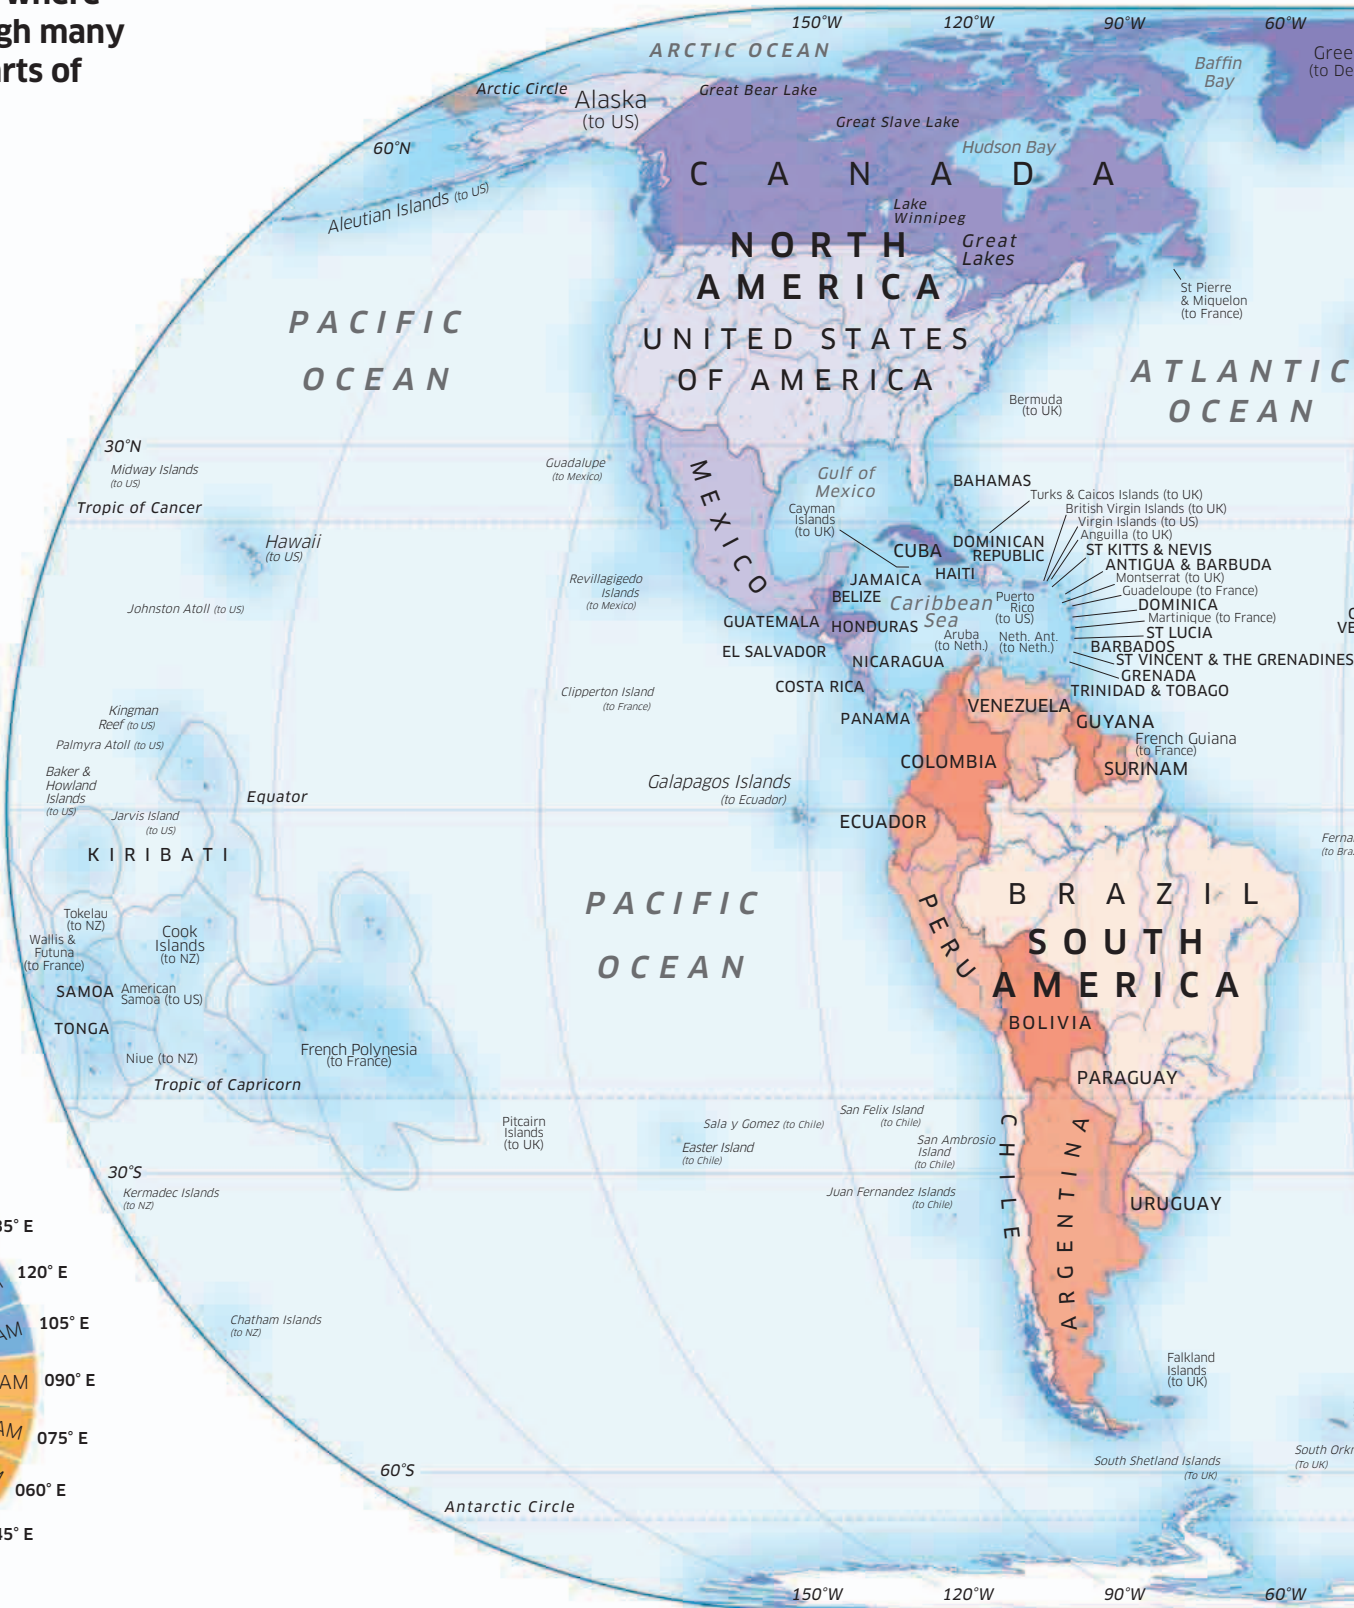 gh many
rts of
150°W
120°W
90°W
60°W
ARCTIC OCEAN
Arctic Circle
Alaska
(to US)
Great Bear Lake
Baffin
Bay
Great Slave Lake
60°N
Hudson Bay
CANADA
Aleutian Islands (to US)
Lake
Winnipeg
NORTH
AMERICA
Great
Lakes
St Pierre
& Miquelon
(to France)
PACIFIC
OCEAN
UNITED STATES
OF AMERICA
ATLANTIC
OCEAN
Bermuda
(to UK)
30°N
Midway Islands
(to US)
Guadalupe
(to Mexico)
MEXICO
Gulf of
Mexico
BAHAMAS
Tropic of Cancer
Cayman
Islands
(to UK)
Turks & Caicos Islands (to UK)
British Virgin Islands (to UK)
Virgin Islands (to US)
Anguilla (to UK)
Hawaii
(to US)
CUBA
DOMINICAN
REPUBLIC
ST KITTS & NEVIS
ANTIGUA & BARBUDA
Revillagigedo
Islands
(to Mexico)
JAMAICA
HAITI
Montserrat (to UK)
Guadeloupe (to France)
Johnston Atoll (to US)
BELIZE
Caribbean
Sea
Puerto
Rico
(to US)
DOMINICA
Martinique (to France)
GUATEMALA
HONDURAS
ST LUCIA
Aruba
(to Neth.)
Neth. Ant.
(to Neth.)
BARBADOS
EL SALVADOR
NICARAGUA
ST VINCENT & THE GRENADINES
GRENADA
COSTA RICA
TRINIDAD & TOBAGO
Clipperton Island
(to France)
PANAMA
VENEZUELA
GUYANA
French Guiana
(to France)
Kingman
Reef (to US)
Palmyra Atoll (to US)
COLOMBIA
SURINAM
Baker &
Howland
Islands
(to US)
Galapagos Islands
(to Ecuador)
Equator
Jarvis Island
(to US)
ECUADOR
KIRIBATI
PERU
BRAZIL
PACIFIC
OCEAN
SOUTH
AMERICA
Tokelau
(to NZ)
Cook
Islands
(to NZ)
Wallis &
Futuna
(to France)
SAMOA
American
Samoa (to US)
TONGA
BOLIVIA
French Polynesia
(to France)
Niue (to NZ)
Tropic of Capricorn
PARAGUAY
Pitcairn
Islands
(to UK)
San Felix Island
(to Chile)
Sala y Gomez (to Chile)
CHILE
ARGENTINA
Easter Island
(to Chile)
San Ambrosio
Island
(to Chile)
30°S
Kermadec Islands
(to NZ)
Juan Fernandez Islands
(to Chile)
URUGUAY
120° E
Chatham Islands
(to NZ)
105° E
Falkland
Islands
(to UK)
AM
090° E
075° E
60°S
South Shetland Islands
(To UK)
(To UK)
060° E
Antarctic Circle
150°W
120°W
90°W
60°W